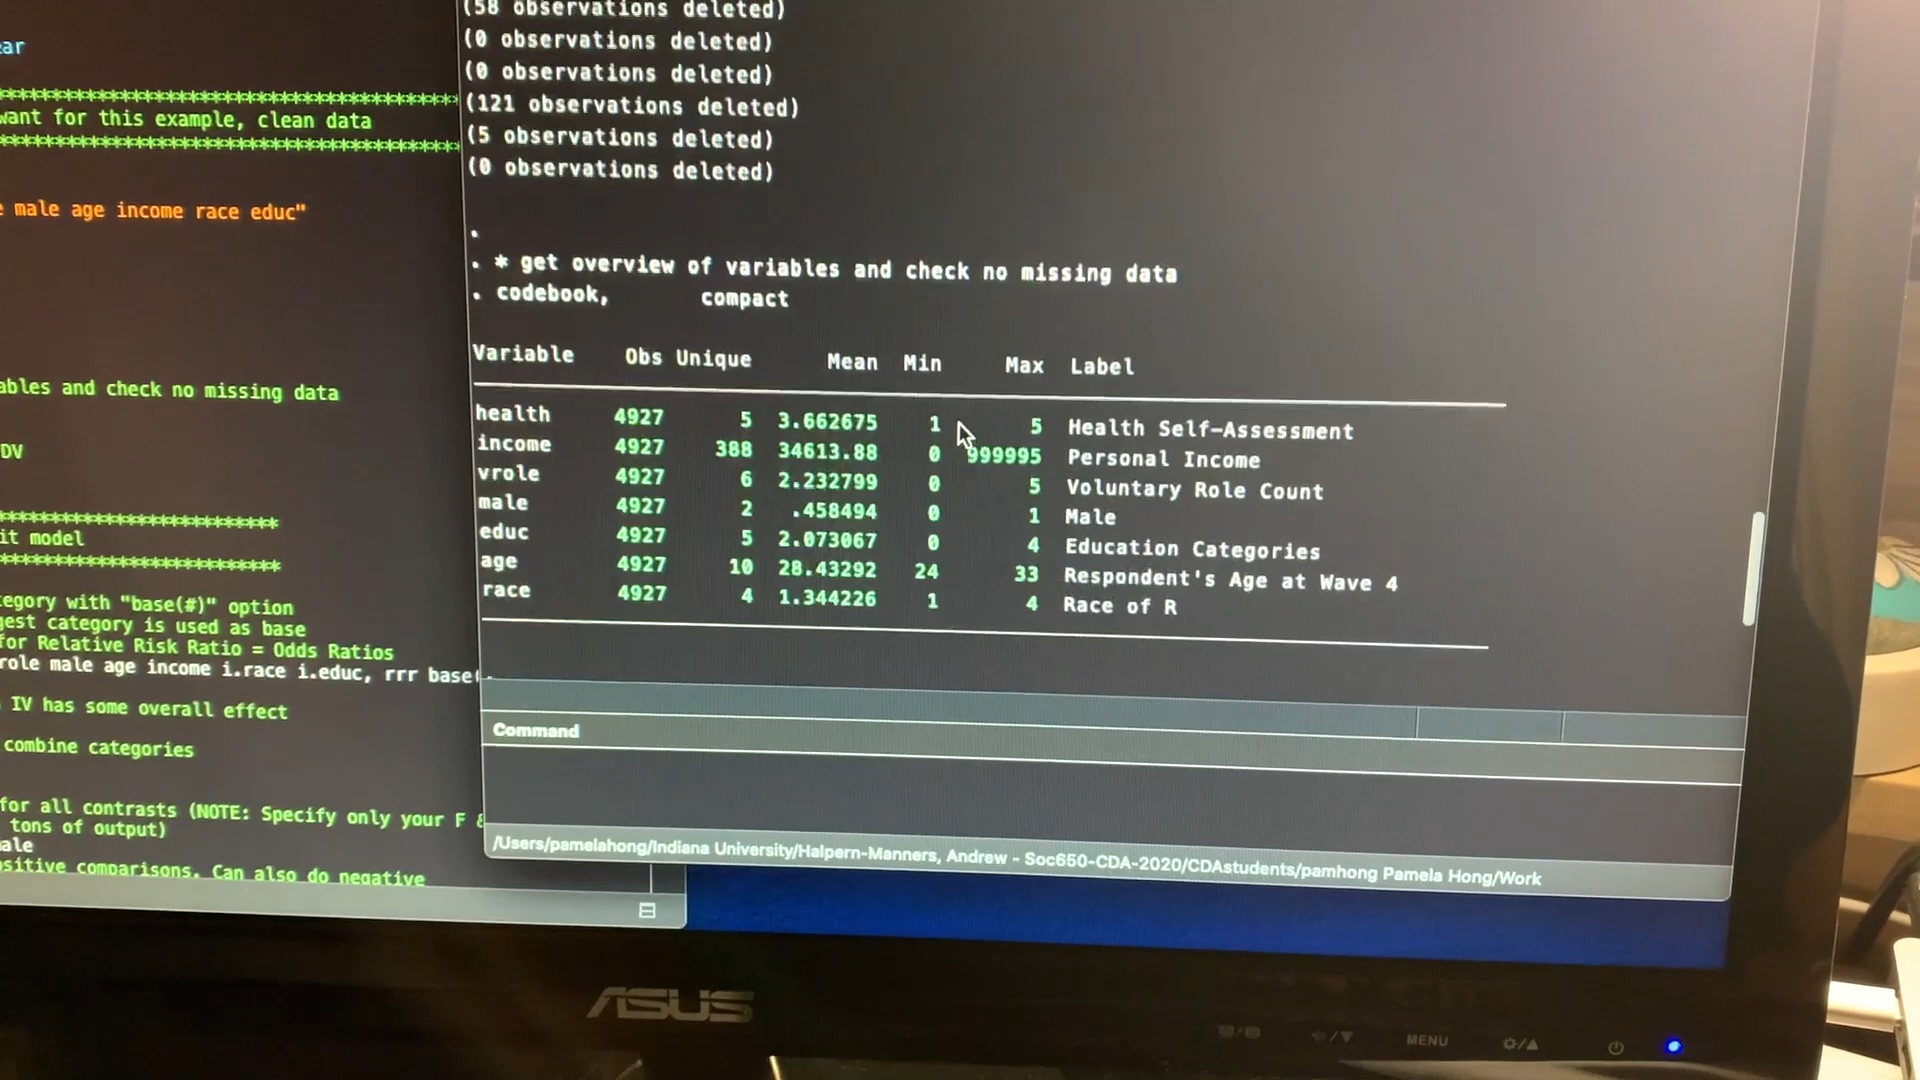 ar
****************************************
want for this example, clean data
****************************************
male age income race educ"
ables and check no missing data
DV
*************************
it model
*************************
egory with "base(#)" option
gest category is used as base
for Relative Risk Ratio = Odds Ratios
role male age income i.race i.educ, rrr base(
IV has some overall effect
combine categories
for all contrasts (NOTE: Specify only your F &
tons of output)
ale
sitive comparisons. Can also do negative
(58 observations deleted)
(0 observations deleted)
(0 observations deleted)
(121 observations deleted)
(5 observations deleted)
(0 observations deleted)
.
. * get overview of variables and check no missing data
. codebook, compact
Variable Obs Unique Mean Min Max Label
health 4927 5 3.662675 1 5 Health Self-Assessment
income 4927 388 34613.88 0 999995 Personal Income
vrole 4927 6 2.232799 0 5 Voluntary Role Count
male 4927 2 .458494 0 1 Male
educ 4927 5 2.073067 0 4 Education Categories
age 4927 10 28.43292 24 33 Respondent's Age at Wave 4
race 4927 4 1.344226 1 4 Race of R
.
Command
/Users/pamelahong/Indiana University/Halpern-Manners, Andrew - Soc650-CDA-2020/CDAstudents/pamhong Pamela Hong/Work
ASUS
MENU